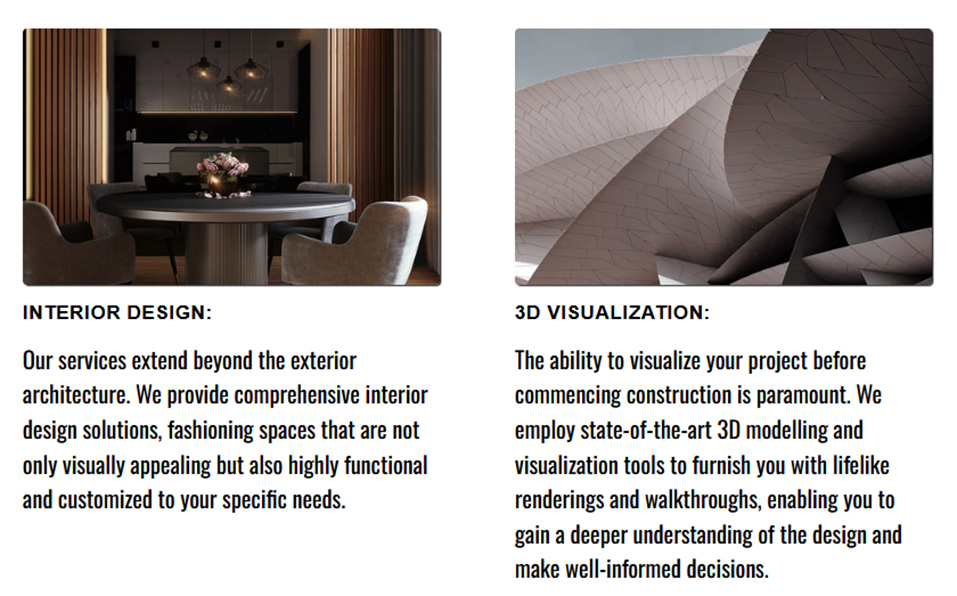 INTERIOR DESIGN:
Our services extend beyond the exterior
architecture. We provide comprehensive interior
design solutions, fashioning spaces that are not
only visually appealing but also highly functional
and customized to your specific needs.
3D VISUALIZATION:
The ability to visualize your project before
commencing construction is paramount. We
employ state-of-the-art 3D modelling and
visualization tools to furnish you with lifelike
renderings and walkthroughs, enabling you to
gain a deeper understanding of the design and
make well-informed decisions.